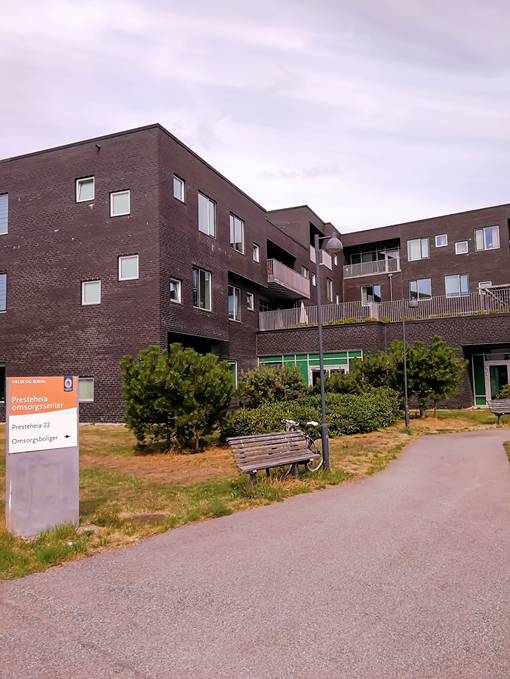 HELSE OG SOSIAL
Presteheia
omsorgssenter
Presteheia 22
Omsorgsboliger